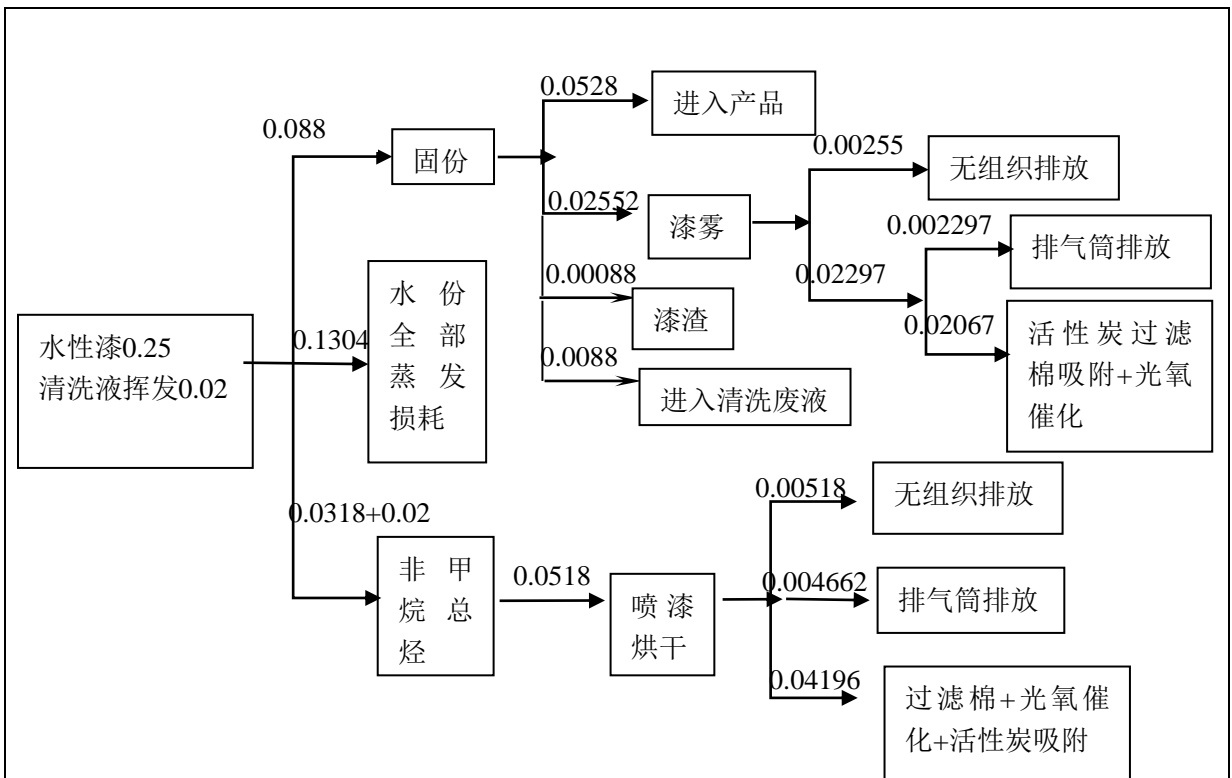 0.0528
进入产品
0.088
固份
0.00255
无组织排放
0.02552
漆雾
0.002297
排气筒排放
0.02297
0.00088
漆渣
0.02067
活性炭过滤
棉吸附+光氧
催化
0.0088
进入清洗废液
水性漆0.25
清洗液挥发0.02
0.1304
水份
全部
蒸发
损耗
0.0318+0.02
非甲
烷总
烃
0.0518
喷漆
烘干
0.00518
无组织排放
0.004662
排气筒排放
0.04196
过滤棉+光氧催
化+活性炭吸附